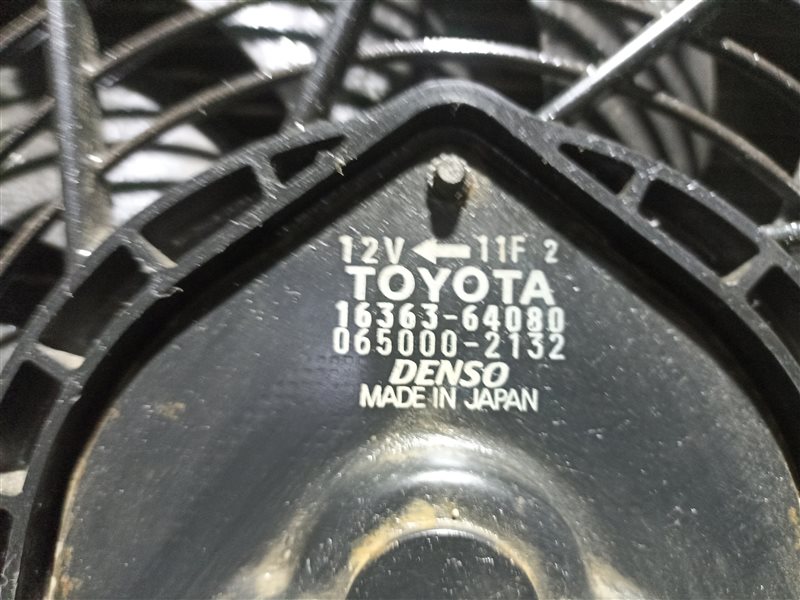 12V ← 11F 2
TOYOTA
16363-64080
065000-2132
DENSO
MADE IN JAPAN